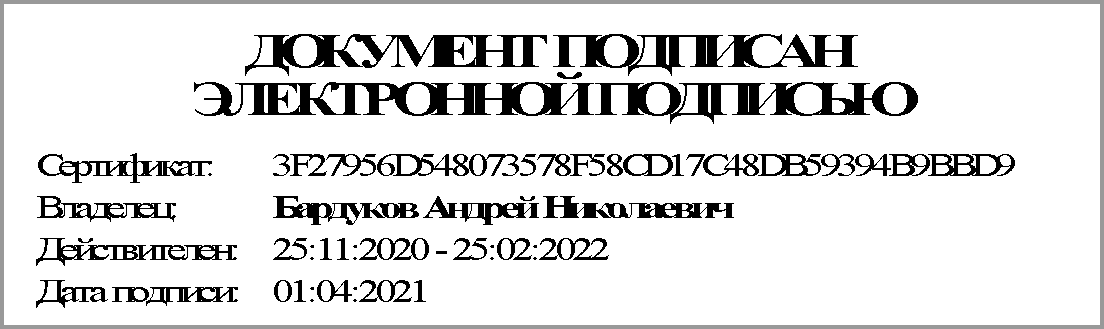 ДОКУМЕНТ ПОДПИСАН
ЭЛЕКТРОННОЙ ПОДПИСЬЮ
Сертификат: 3F27956D548073578F58CD17C48DB59394B9BBD9
Владелец: Бардуков Андрей Николаевич
Действителен: 25:11:2020 - 25:02:2022
Дата подписи: 01:04:2021